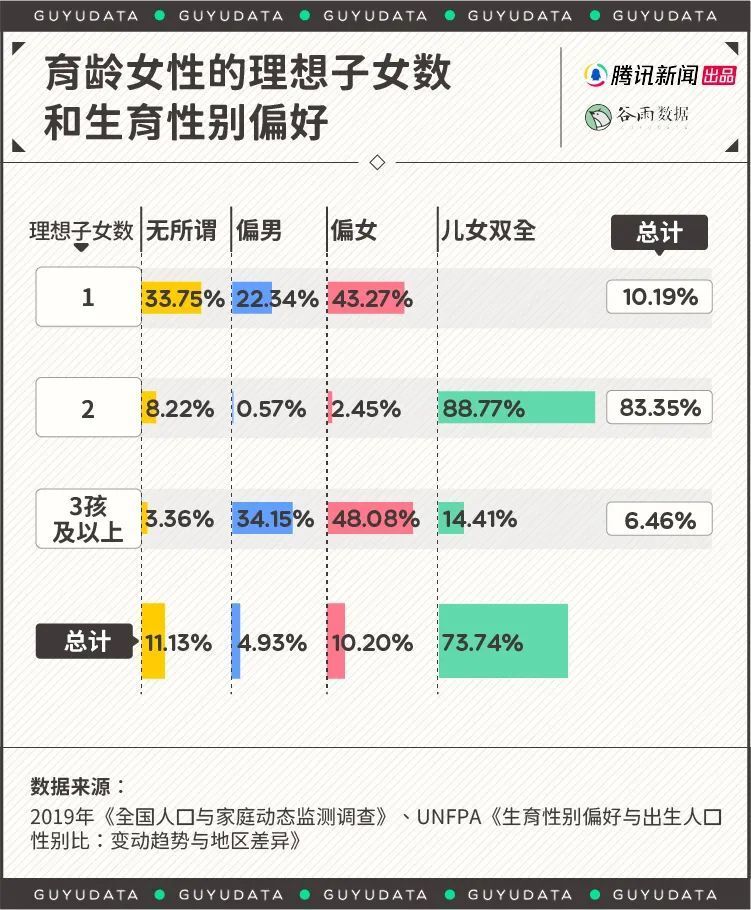 GUYUDATA ● GUYUDATA ● GUYUDATA ● GUYUDATA ● GUYUDATA
育龄女性的理想子女数
和生育性别偏好
腾讯新闻 出品
谷雨数据
理想子女数 无所谓 偏男 偏女 儿女双全 总计
1 33.75% 22.34% 43.27% 10.19%
2 8.22% 0.57% 2.45% 88.77% 83.35%
3孩
及以上 3.36% 34.15% 48.08% 14.41% 6.46%
总计 11.13% 4.93% 10.20% 73.74%
数据来源：
2019年《全国人口与家庭动态监测调查》、UNFPA《生育性别偏好与出生人口
性别比：变动趋势与地区差异》
GUYUDATA ● GUYUDATA ● GUYUDATA ● GUYUDATA ● GUYUDATA